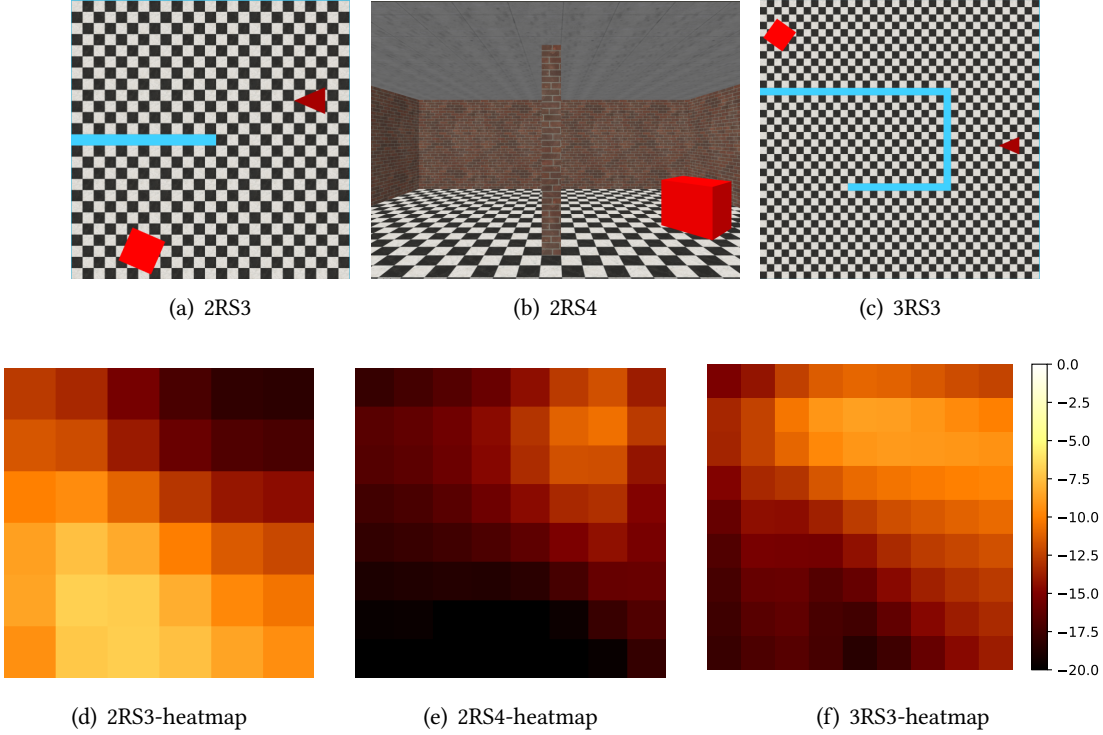 (a) 2RS3
(b) 2RS4
(c) 3RS3
0.0
−2.5
−5.0
−7.5
−10.0
−12.5
−15.0
−17.5
−20.0
(d) 2RS3-heatmap
(e) 2RS4-heatmap
(f) 3RS3-heatmap